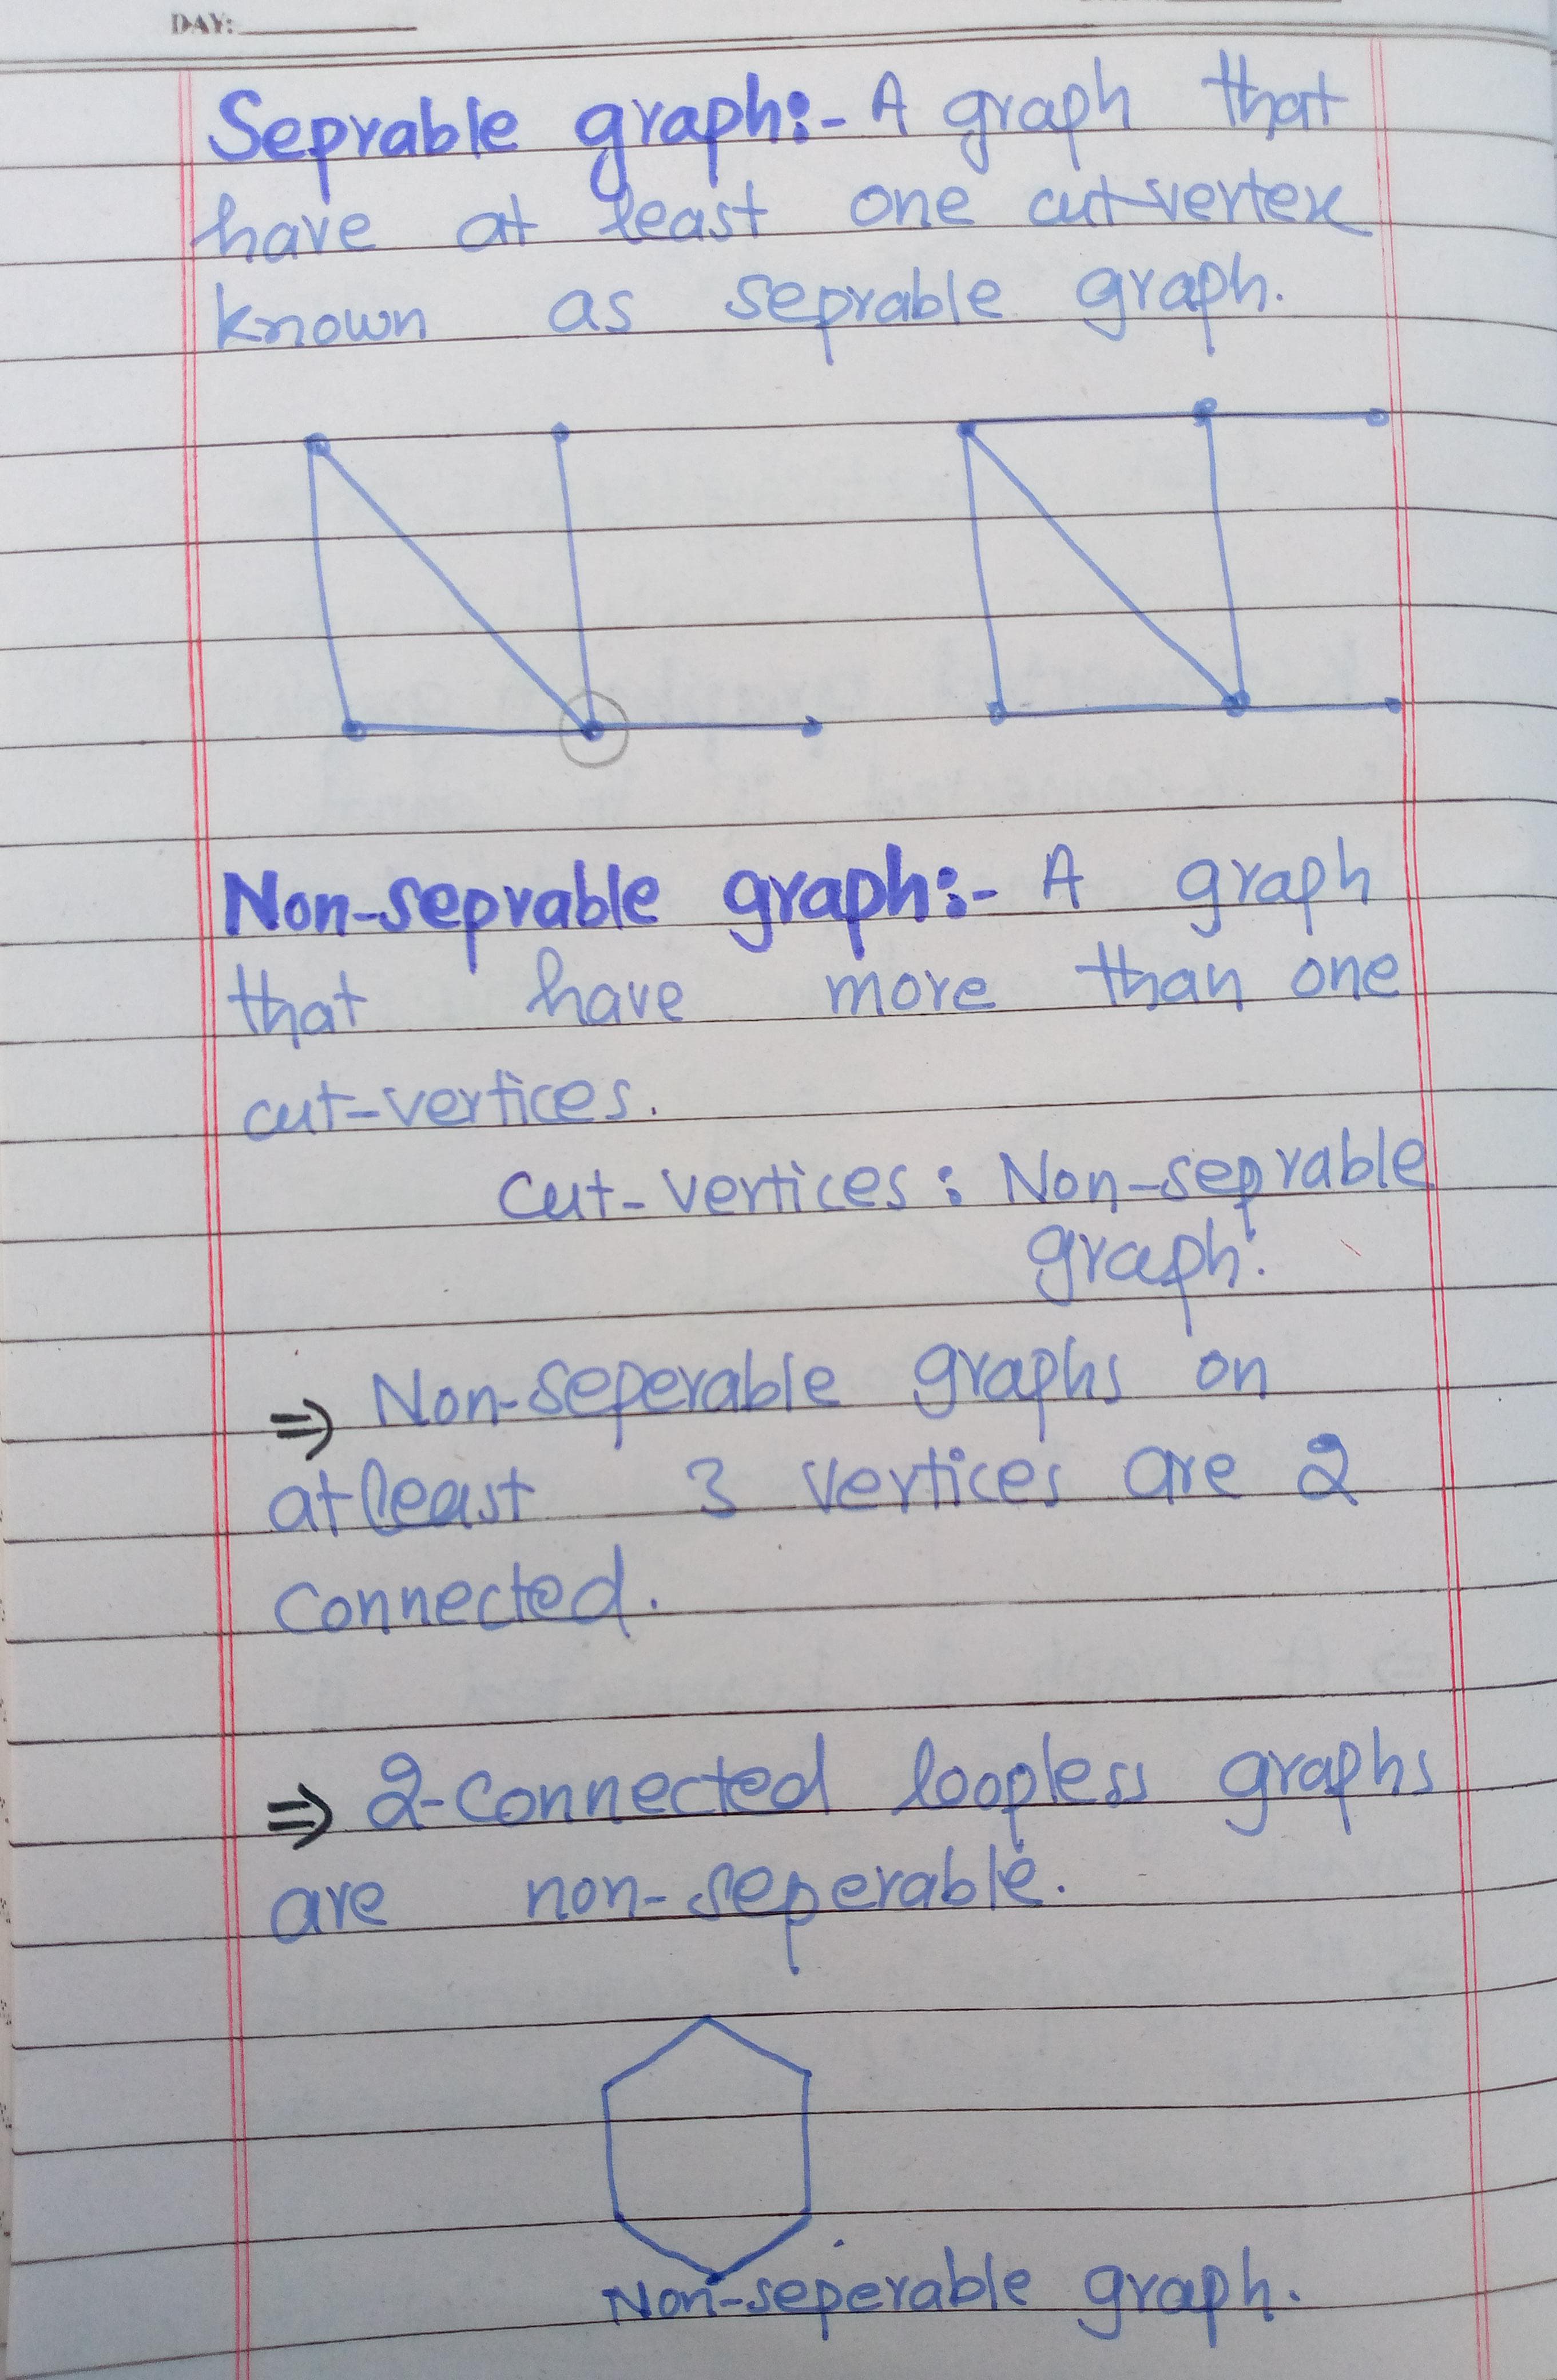 DAY:
Seprable graph:- A graph that
have at least one cut-vertex
known as seprable graph.
Non-seprable graph:- A graph
that have more than one
cut-vertices.
Cut-vertices: Non-seprable
graph.
⇒ Non-seperable graphs on
atleast 3 vertices are 2
Connected.
⇒ 2-Connected loopless graphs
are non-seperable.
Non-seperable graph.